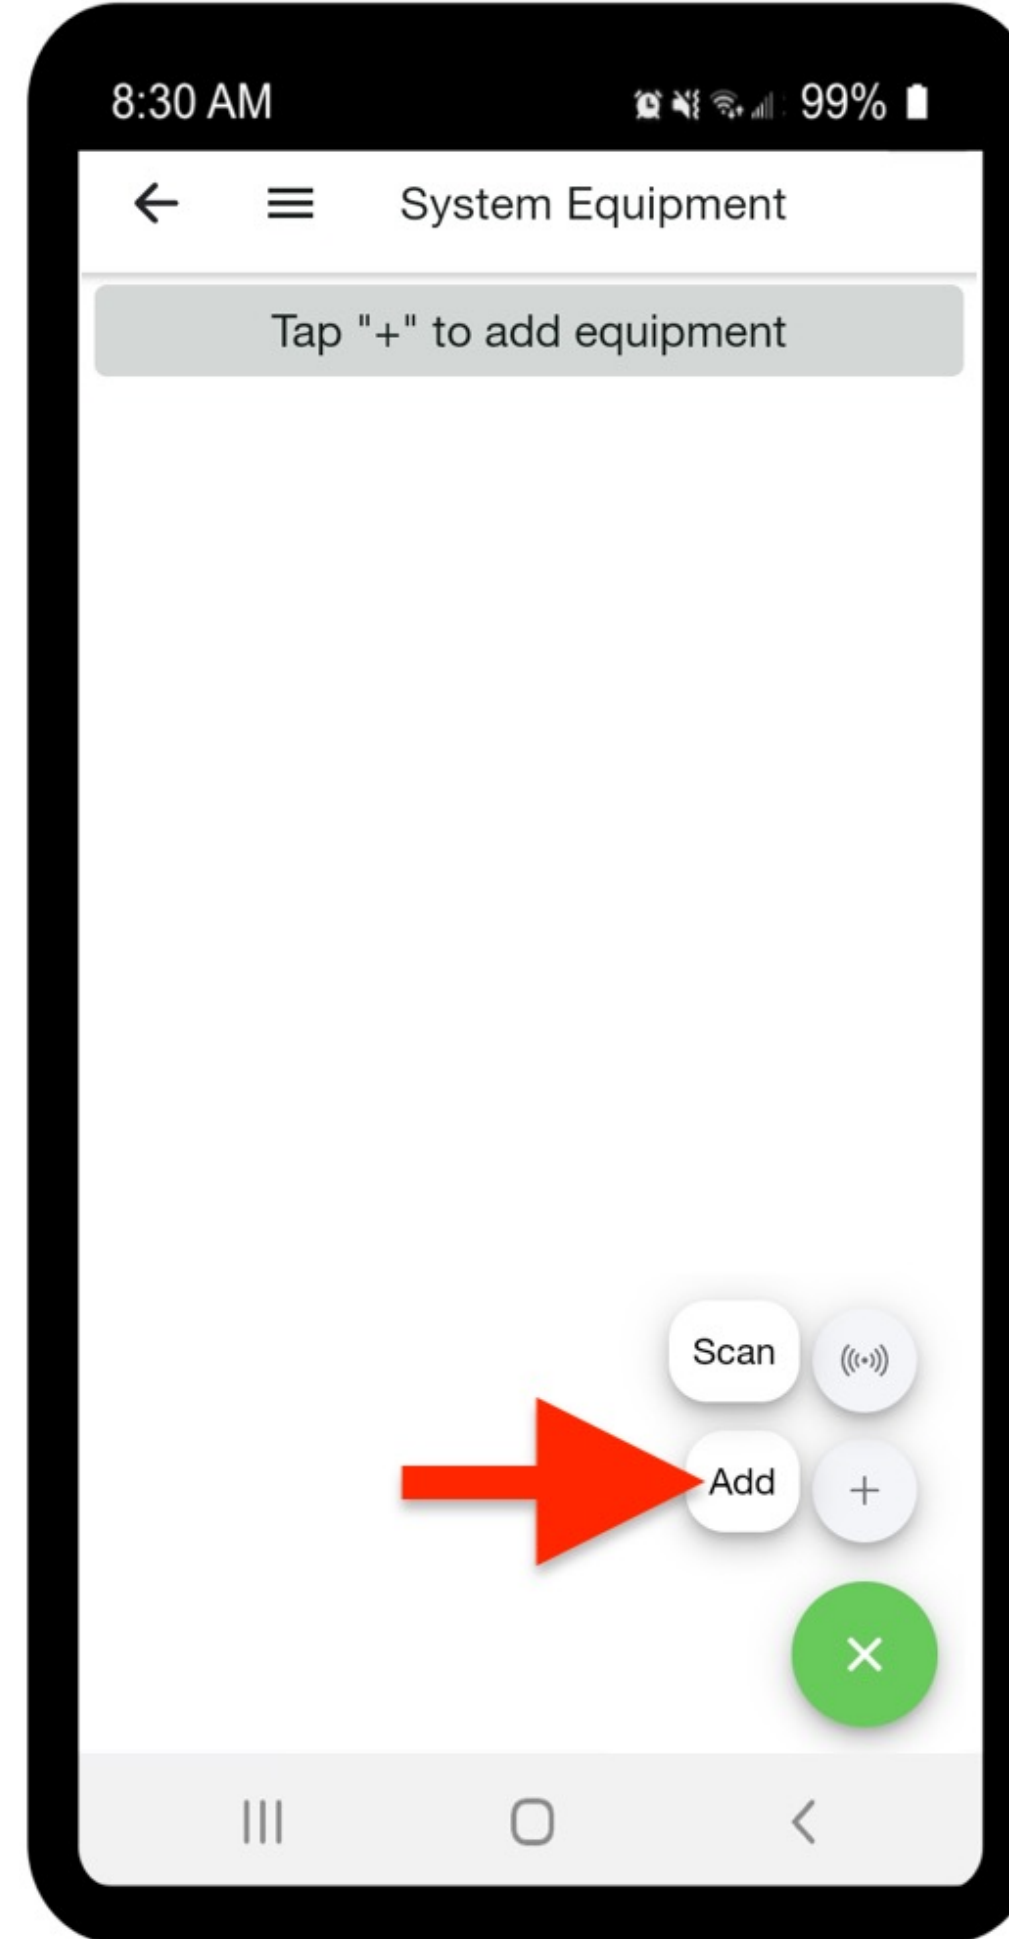 8:30 AM 99%
System Equipment
Tap "+" to add equipment
Scan
Add